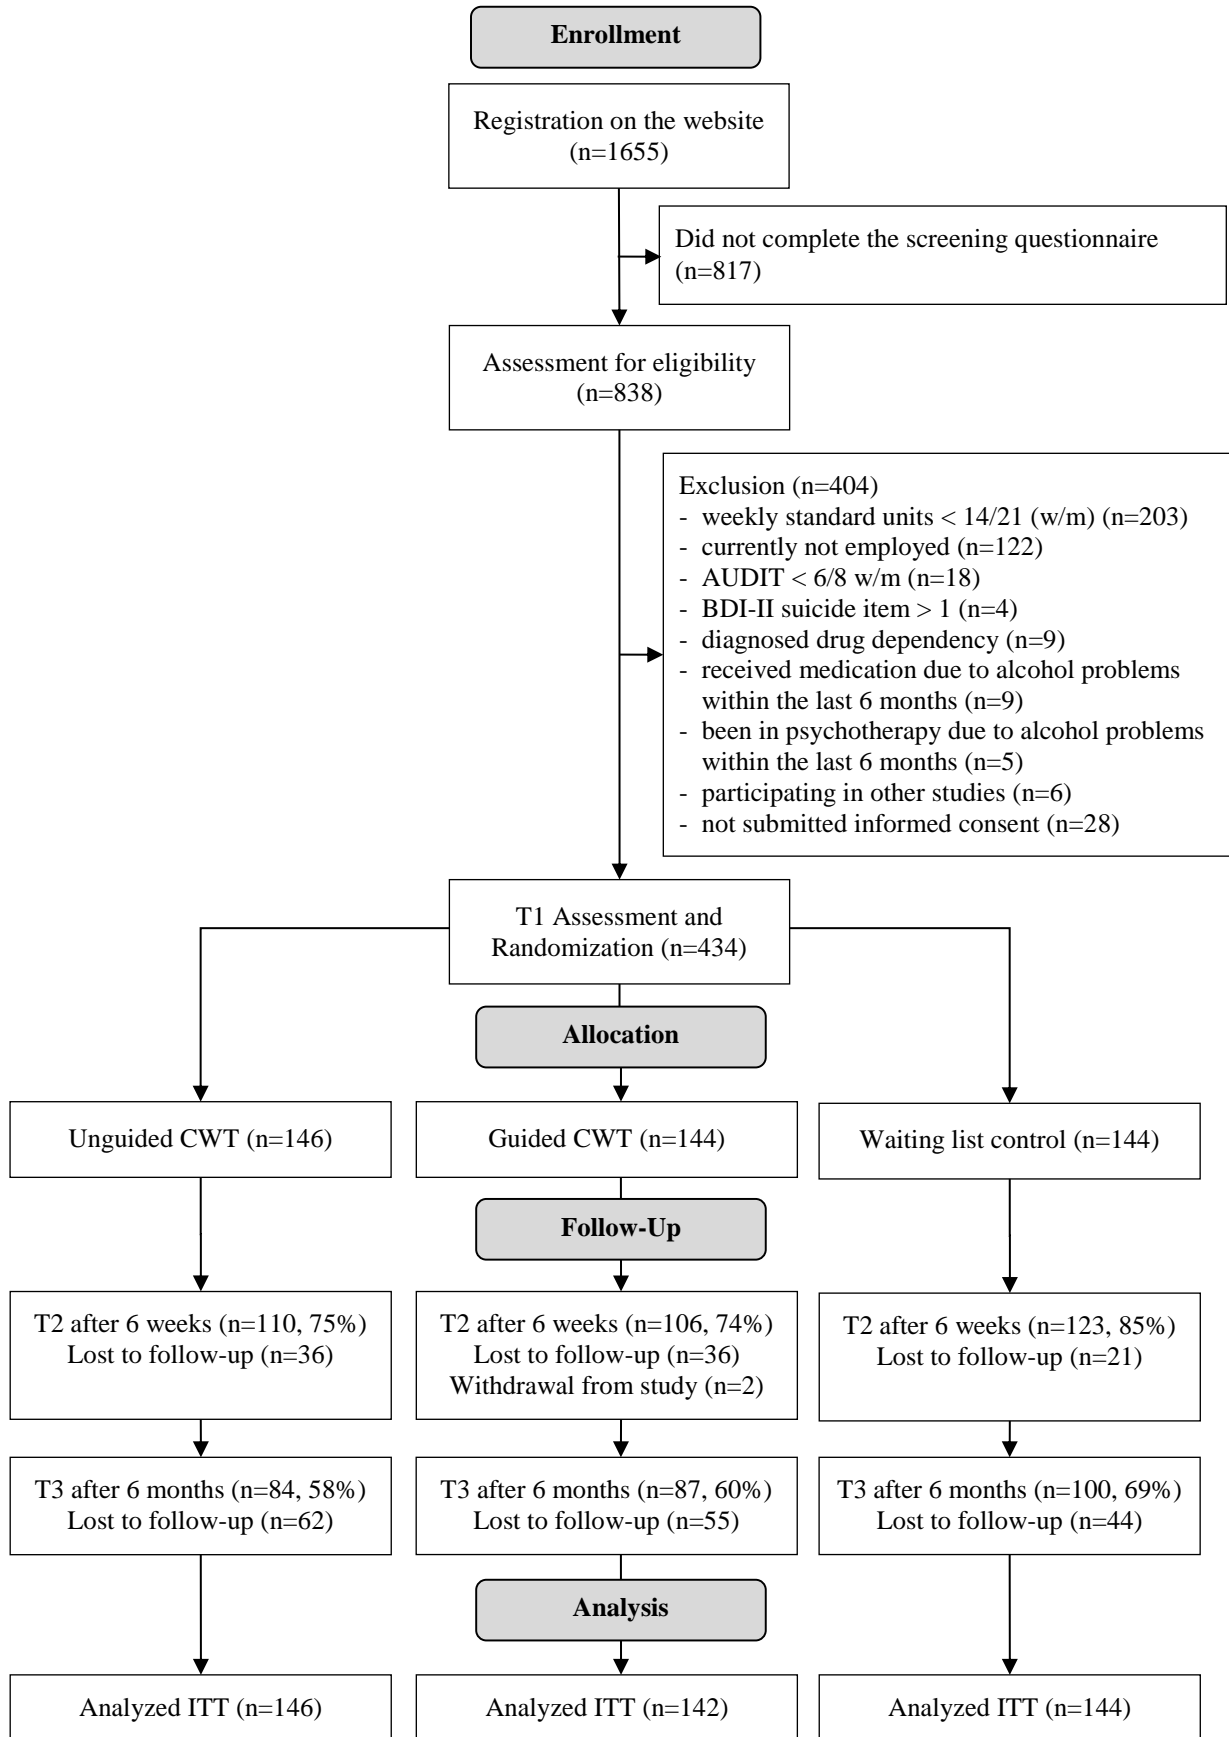 Enrollment
Registration on the website
(n=1655)
Did not complete the screening questionnaire
(n=817)
Assessment for eligibility
(n=838)
Exclusion (n=404)
- weekly standard units < 14/21 (w/m) (n=203)
- currently not employed (n=122)
- AUDIT < 6/8 w/m (n=18)
- BDI-II suicide item > 1 (n=4)
- diagnosed drug dependency (n=9)
- received medication due to alcohol problems
within the last 6 months (n=9)
- been in psychotherapy due to alcohol problems
within the last 6 months (n=5)
- participating in other studies (n=6)
- not submitted informed consent (n=28)
T1 Assessment and
Randomization (n=434)
Allocation
Unguided CWT (n=146)
Guided CWT (n=144)
Waiting list control (n=144)
Follow-Up
T2 after 6 weeks (n=110, 75%)
Lost to follow-up (n=36)
T2 after 6 weeks (n=106, 74%)
Lost to follow-up (n=36)
Withdrawal from study (n=2)
T2 after 6 weeks (n=123, 85%)
Lost to follow-up (n=21)
T3 after 6 months (n=84, 58%)
Lost to follow-up (n=62)
T3 after 6 months (n=87, 60%)
Lost to follow-up (n=55)
T3 after 6 months (n=100, 69%)
Lost to follow-up (n=44)
Analysis
Analyzed ITT (n=146)
Analyzed ITT (n=142)
Analyzed ITT (n=144)